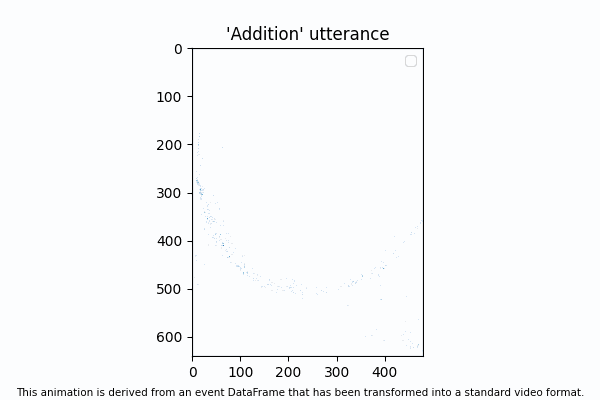 'Addition' utterance
0
100
200
300
400
500
600
0 100 200 300 400
This animation is derived from an event DataFrame that has been transformed into a standard video format.